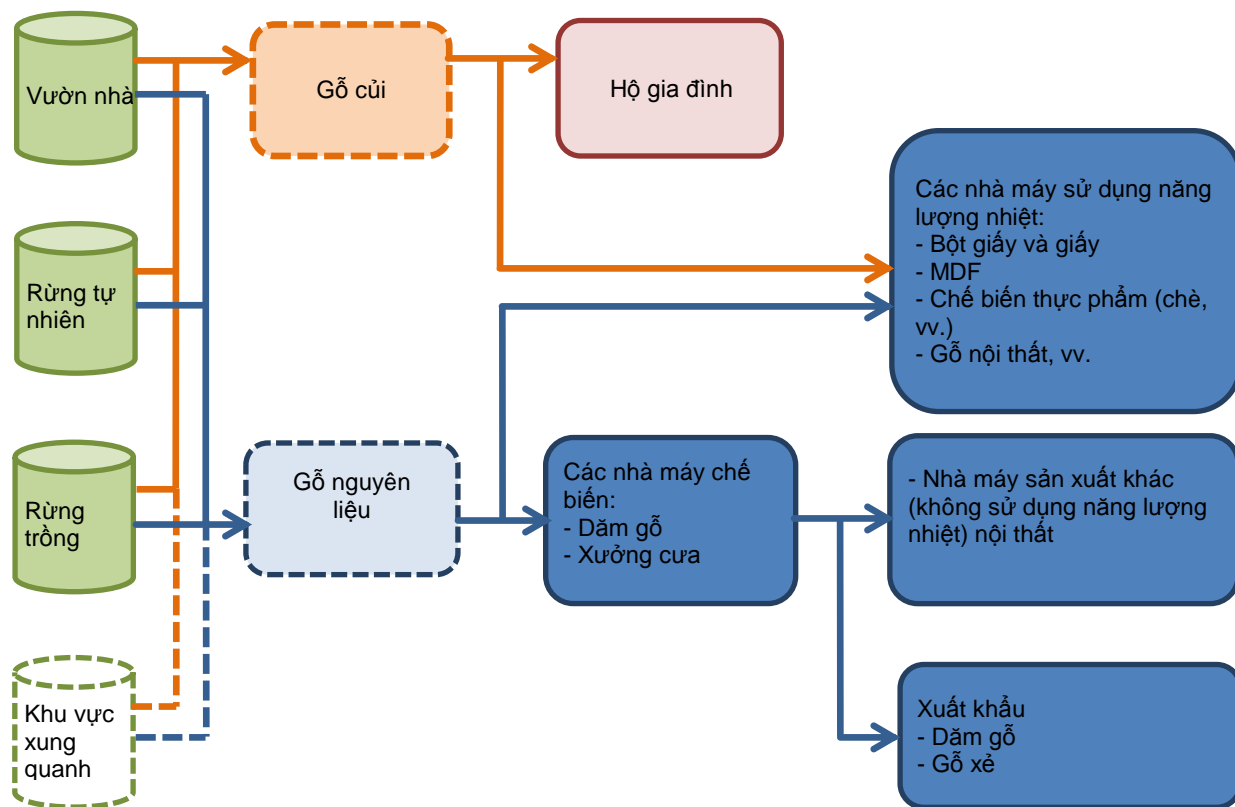 Vườn nhà
Gỗ củi
Hộ gia đình
Các nhà máy sử dụng năng
lượng nhiệt:
- Bột giấy và giấy
- MDF
- Chế biến thực phẩm (chè,
vv.)
- Gỗ nội thất, vv.
Rừng tự
nhiên
Rừng
trồng
Gỗ nguyên
liệu
Các nhà máy chế
biến:
- Dăm gỗ
- Xưởng cưa
- Nhà máy sản xuất khác
(không sử dụng năng lượng
nhiệt) nội thất
Khu vực
xung
quanh
Xuất khẩu
- Dăm gỗ
- Gỗ xẻ